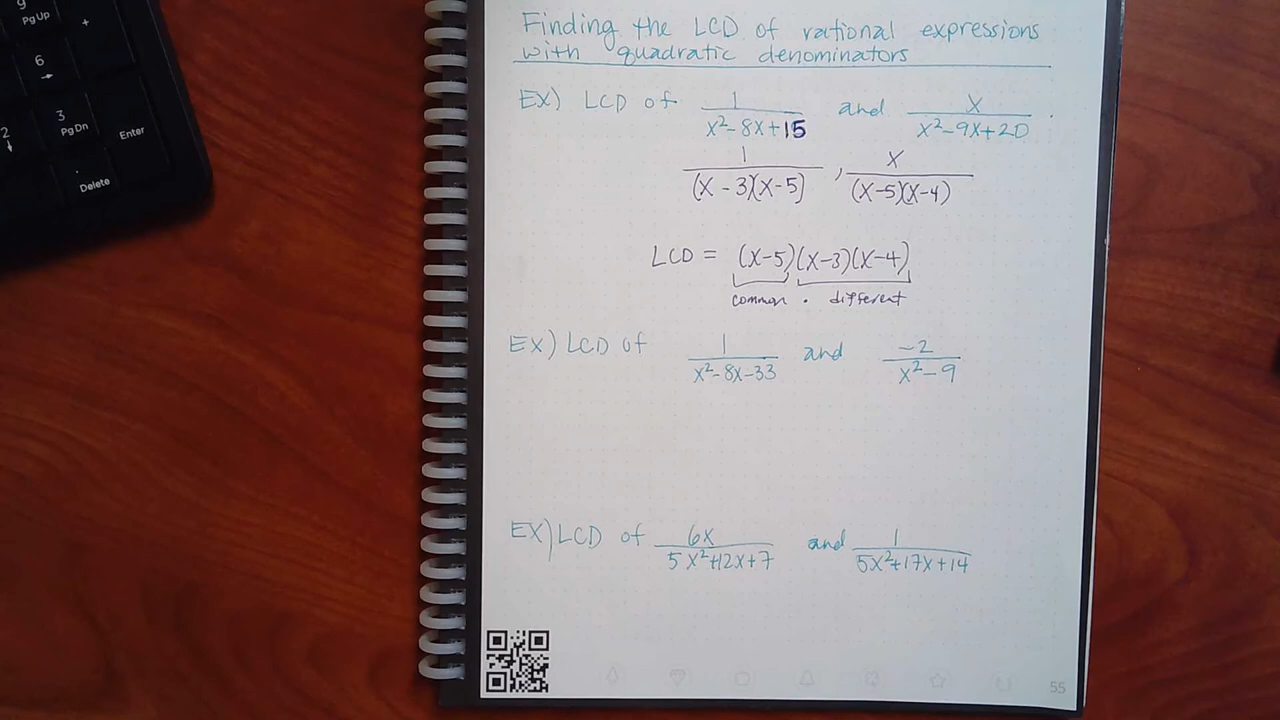 9
PgUp
+
6
→
2
↓
3
PgDn
Enter
.
Delete
Finding the LCD of rational expressions
with quadratic denominators
EX) LCD of 1/(x²-8x+15) and x/(x²-9x+20).
1/((x-3)(x-5)), x/((x-5)(x-4))
LCD = (x-5)(x-3)(x-4)
common · different
EX) LCD of 1/(x²-8x-33) and -2/(x²-9)
EX) LCD of 6x/(5x²+12x+7) and 1/(5x²+17x+14)
55